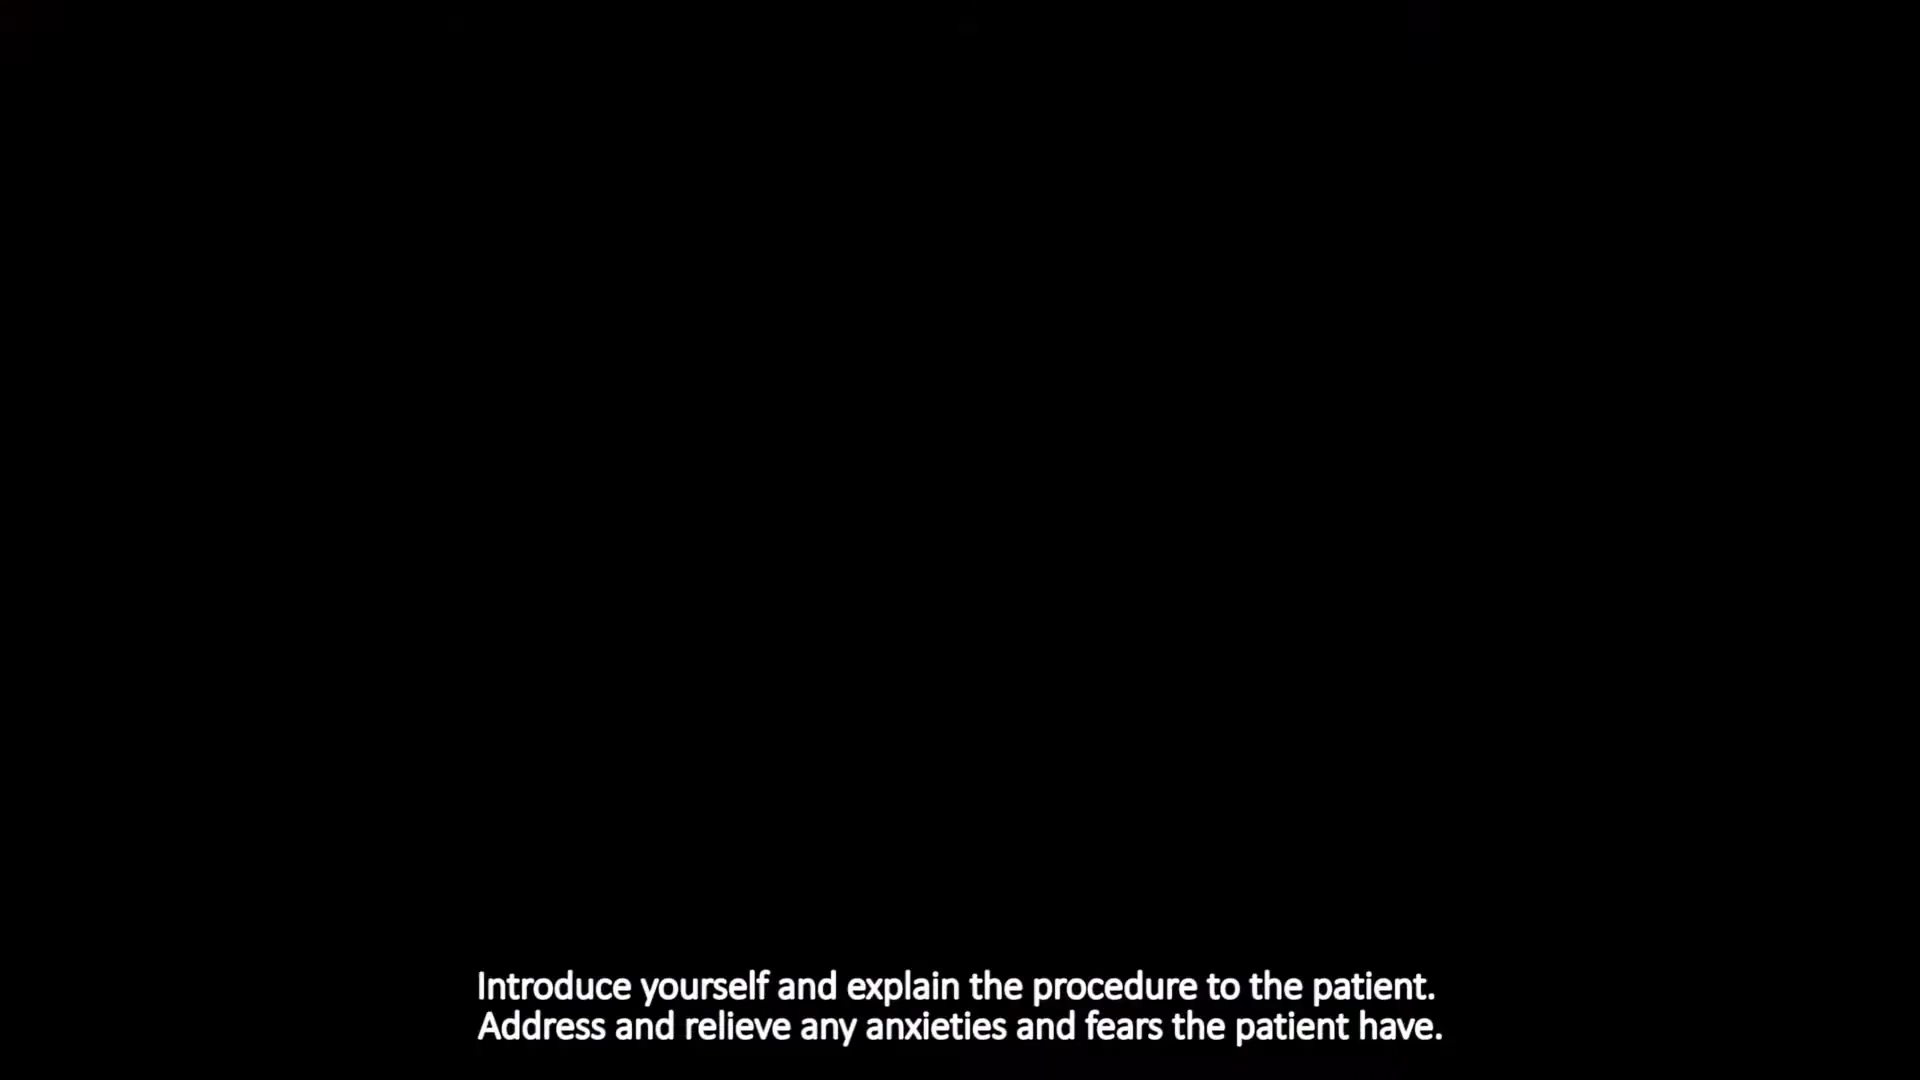 Introduce yourself and explain the procedure to the patient.
Address and relieve any anxieties and fears the patient have.